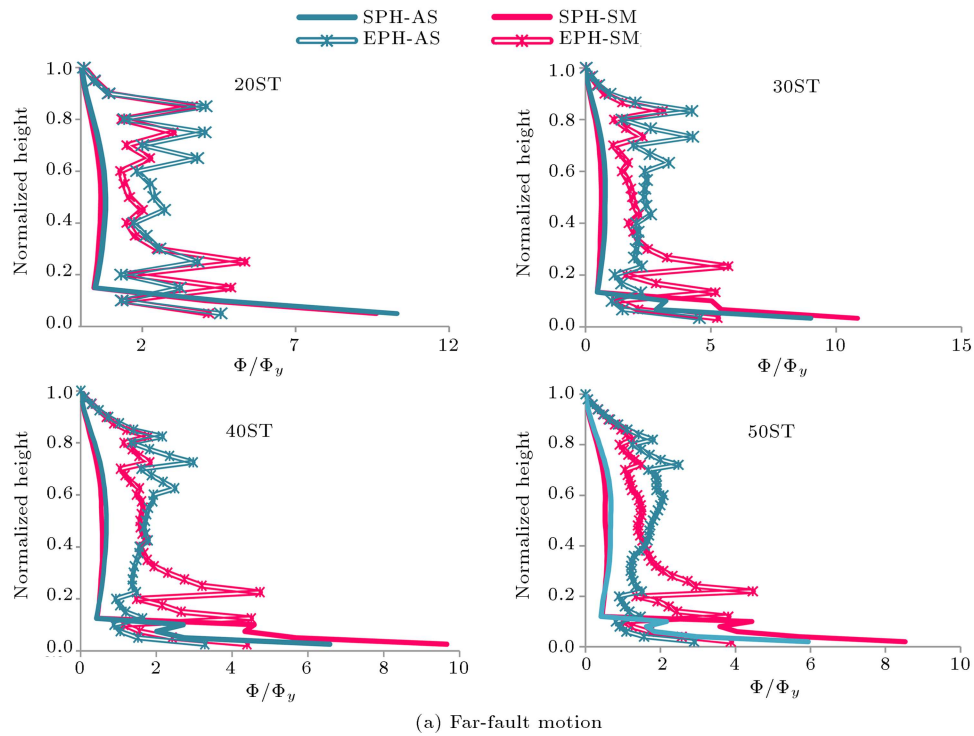 SPH-AS SPH-SM
EPH-AS EPH-SM
20ST
30ST
Normalized height
1.0
0.8
0.6
0.4
0.2
0.0
2 7 12
Φ/Φy
Normalized height
1.0
0.8
0.6
0.4
0.2
0.0
0 5 10 15
Φ/Φy
40ST
50ST
Normalized height
1.0
0.8
0.6
0.4
0.2
0.0
0 2 4 6 8 10
Φ/Φy
Normalized height
1.0
0.8
0.6
0.4
0.2
0.0
0 2 4 6 8 10
Φ/Φy
(a) Far-fault motion